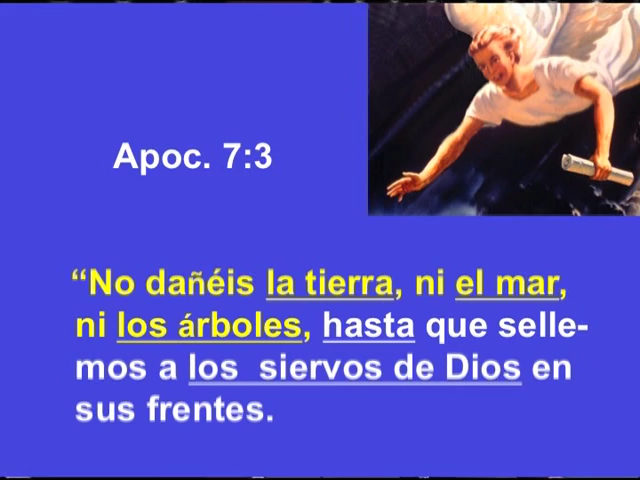 Apoc. 7:3
“No dañéis la tierra, ni el mar,
ni los árboles, hasta que selle-
mos a los siervos de Dios en
sus frentes.